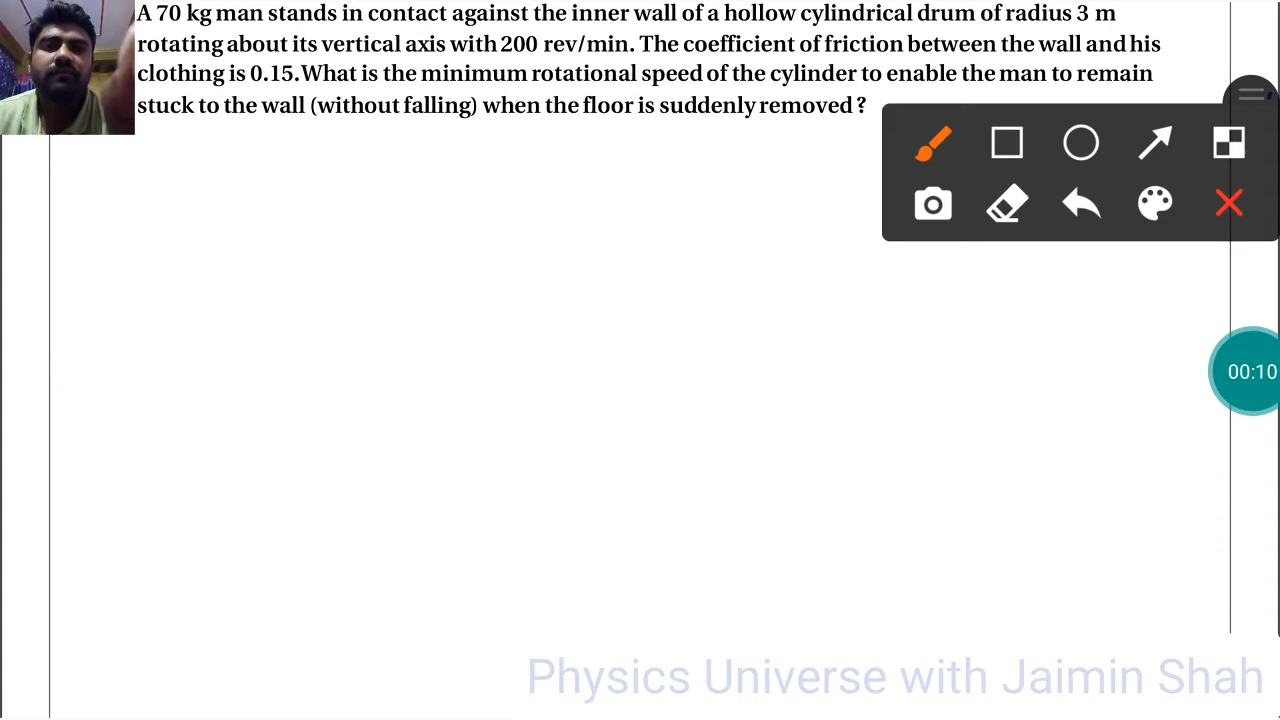 A 70 kg man stands in contact against the inner wall of a hollow cylindrical drum of radius 3 m
rotating about its vertical axis with 200 rev/min. The coefficient of friction between the wall and his
clothing is 0.15.What is the minimum rotational speed of the cylinder to enable the man to remain
stuck to the wall (without falling) when the floor is suddenly removed ?
00:10
Physics Universe with Jaimin Shah